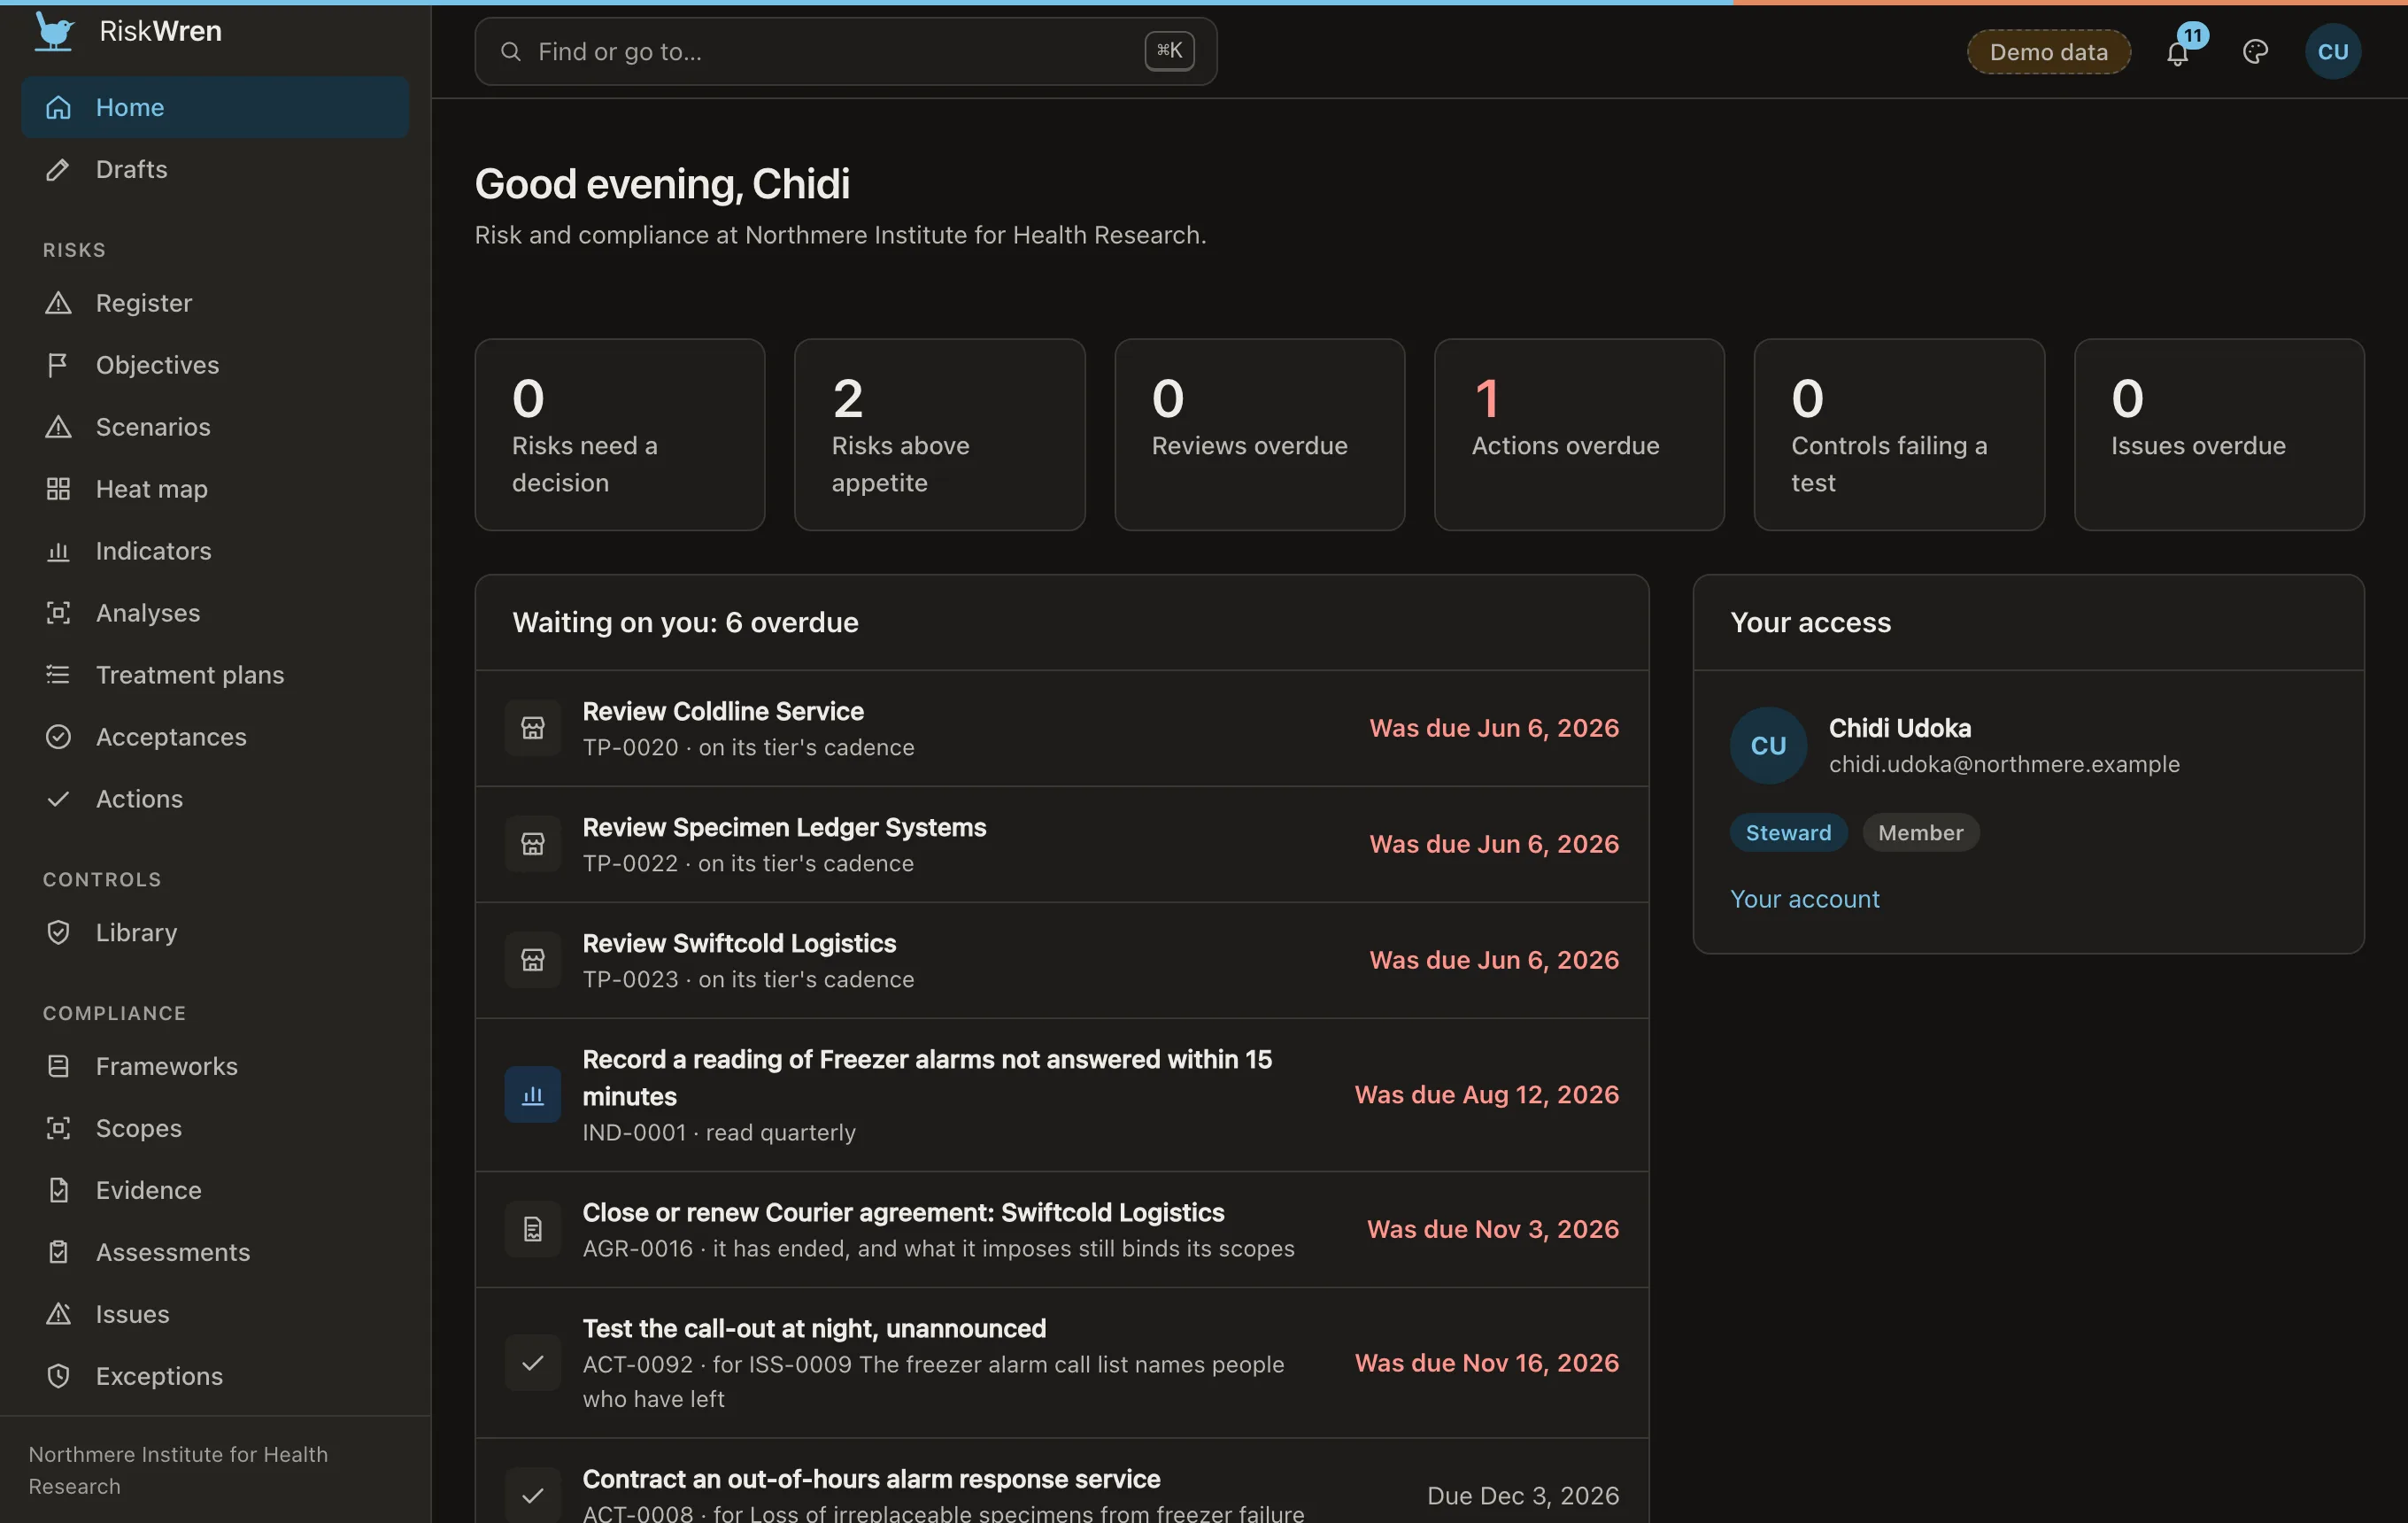 RiskWren
Find or go to...
⌘K
Demo data
11
CU
Home
Drafts
RISKS
Register
Objectives
Scenarios
Heat map
Indicators
Analyses
Treatment plans
Acceptances
Actions
CONTROLS
Library
COMPLIANCE
Frameworks
Scopes
Evidence
Assessments
Issues
Exceptions
Northmere Institute for Health
Research
Good evening, Chidi
Risk and compliance at Northmere Institute for Health Research.
0
Risks need a
decision
2
Risks above
appetite
0
Reviews overdue
1
Actions overdue
0
Controls failing a
test
0
Issues overdue
Waiting on you: 6 overdue
Review Coldline Service
TP-0020 · on its tier's cadence
Was due Jun 6, 2026
Review Specimen Ledger Systems
TP-0022 · on its tier's cadence
Was due Jun 6, 2026
Review Swiftcold Logistics
TP-0023 · on its tier's cadence
Was due Jun 6, 2026
Record a reading of Freezer alarms not answered within 15
minutes
IND-0001 · read quarterly
Was due Aug 12, 2026
Close or renew Courier agreement: Swiftcold Logistics
AGR-0016 · it has ended, and what it imposes still binds its scopes
Was due Nov 3, 2026
Test the call-out at night, unannounced
ACT-0092 · for ISS-0009 The freezer alarm call list names people
who have left
Was due Nov 16, 2026
Contract an out-of-hours alarm response service
ACT-0008 · for Loss of irreplaceable specimens from freezer failure
Due Dec 3, 2026
Your access
CU
Chidi Udoka
chidi.udoka@northmere.example
Steward
Member
Your account